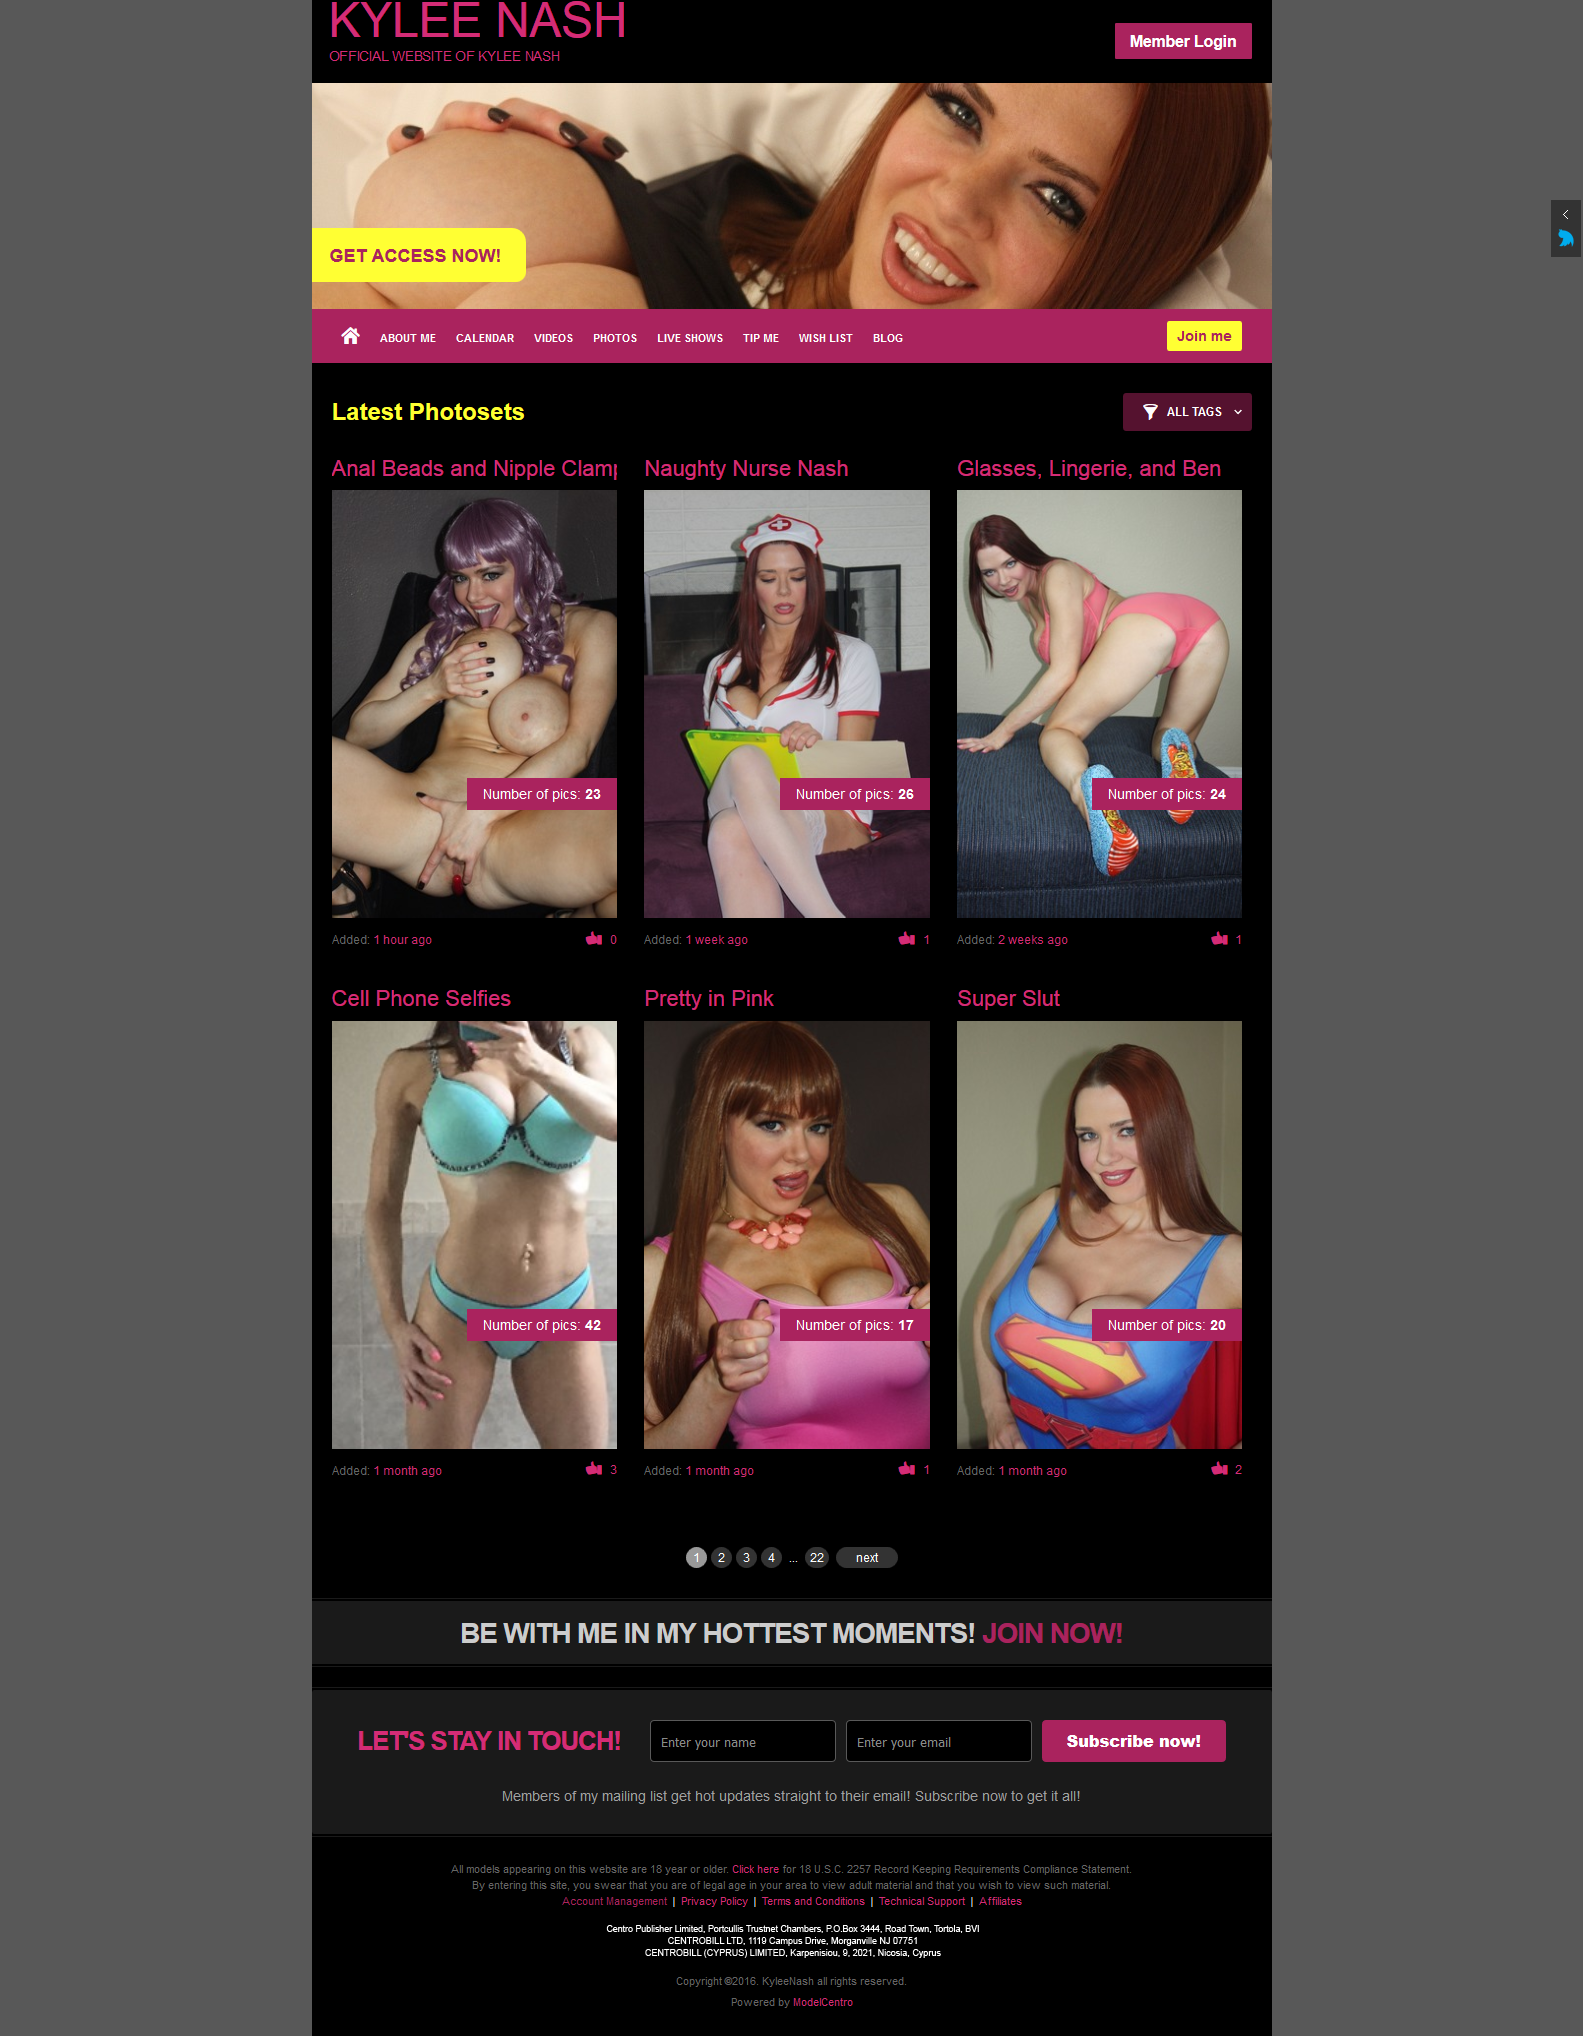 KYLEE NASH
OFFICIAL WEBSITE OF KYLEE NASH
Member Login
GET ACCESS NOW!
ABOUT ME CALENDAR VIDEOS PHOTOS LIVE SHOWS TIP ME WISH LIST BLOG
Join me
Latest Photosets
ALL TAGS
Anal Beads and Nipple Clamp
Naughty Nurse Nash
Glasses, Lingerie, and Ben
Number of pics: 23
Number of pics: 26
Number of pics: 24
Added: 1 hour ago 0
Added: 1 week ago 1
Added: 2 weeks ago 1
Cell Phone Selfies
Pretty in Pink
Super Slut
Number of pics: 42
Number of pics: 17
Number of pics: 20
Added: 1 month ago 3
Added: 1 month ago 1
Added: 1 month ago 2
1 2 3 4 ... 22 next
BE WITH ME IN MY HOTTEST MOMENTS! JOIN NOW!
LET'S STAY IN TOUCH!
Enter your name
Enter your email
Subscribe now!
Members of my mailing list get hot updates straight to their email! Subscribe now to get it all!
All models appearing on this website are 18 year or older. Click here for 18 U.S.C. 2257 Record Keeping Requirements Compliance Statement.
By entering this site, you swear that you are of legal age in your area to view adult material and that you wish to view such material.
Account Management | Privacy Policy | Terms and Conditions | Technical Support | Affiliates
Centro Publisher Limited, Portcullis Trustnet Chambers, P.O.Box 3444, Road Town, Tortola, BVI
CENTROBILL LTD, 1119 Campus Drive, Morganville NJ 07751
CENTROBILL (CYPRUS) LIMITED, Karpenisiou, 9, 2021, Nicosia, Cyprus
Copyright ©2016. KyleeNash all rights reserved.
Powered by ModelCentro